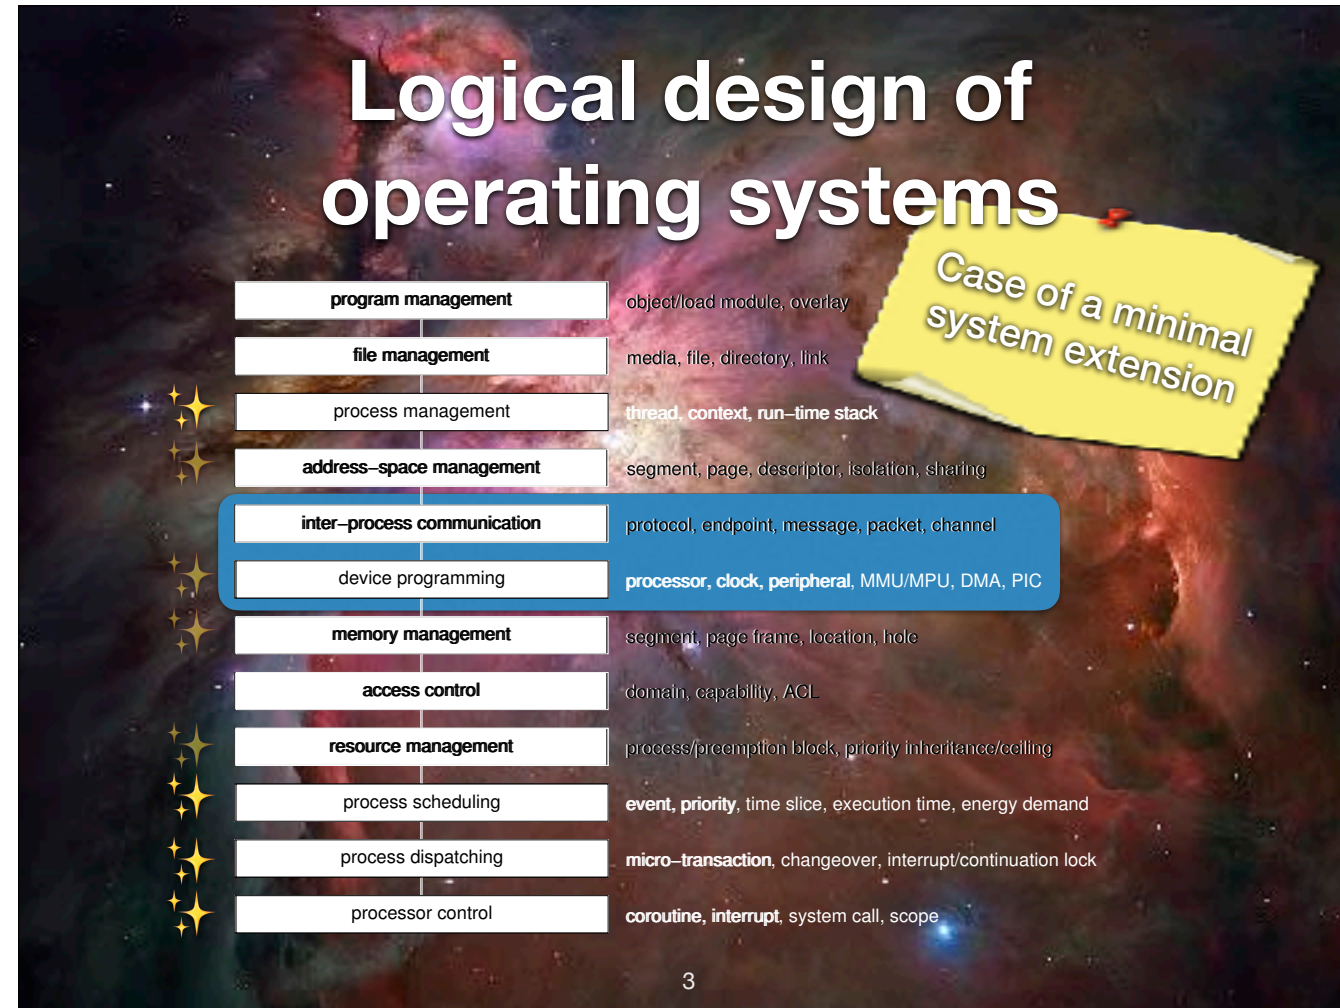 Logical design of
operating systems
Case of a minimal
system extension
program management object/load module, overlay
file management media, file, directory, link
process management thread, context, run–time stack
address–space management segment, page, descriptor, isolation, sharing
inter–process communication protocol, endpoint, message, packet, channel
device programming processor, clock, peripheral, MMU/MPU, DMA, PIC
memory management segment, page frame, location, hole
access control domain, capability, ACL
resource management process/preemption block, priority inheritance/ceiling
process scheduling event, priority, time slice, execution time, energy demand
process dispatching micro–transaction, changeover, interrupt/continuation lock
processor control coroutine, interrupt, system call, scope
3